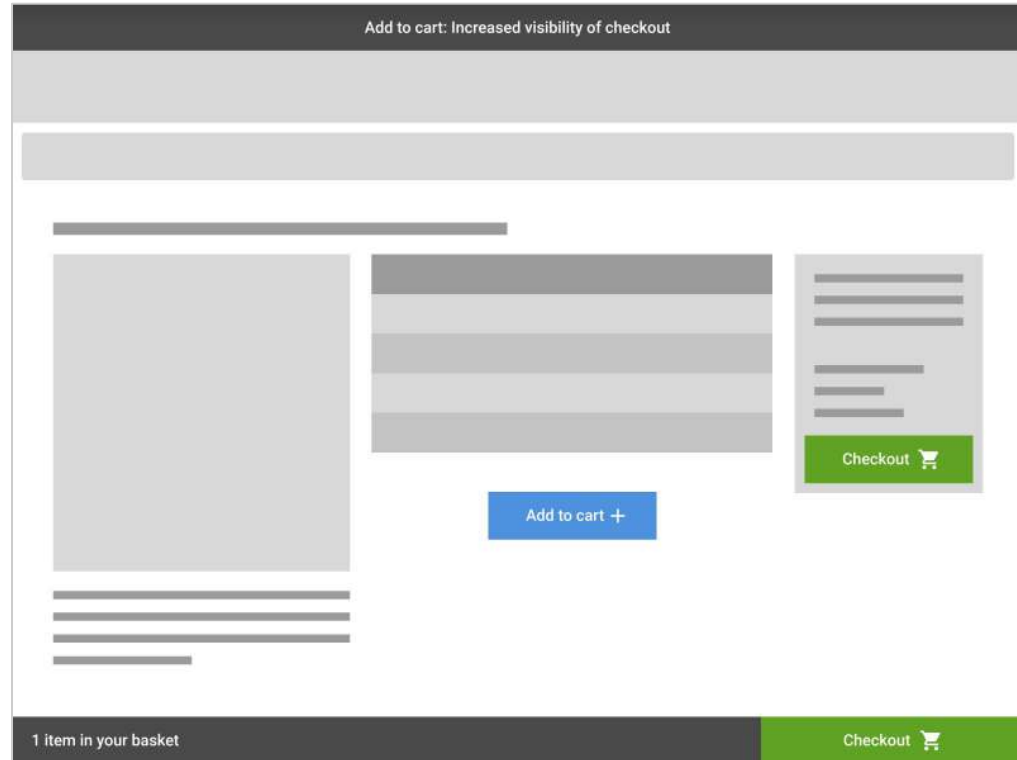 Add to cart: Increased visibility of checkout
Checkout
Add to cart +
1 item in your basket
Checkout